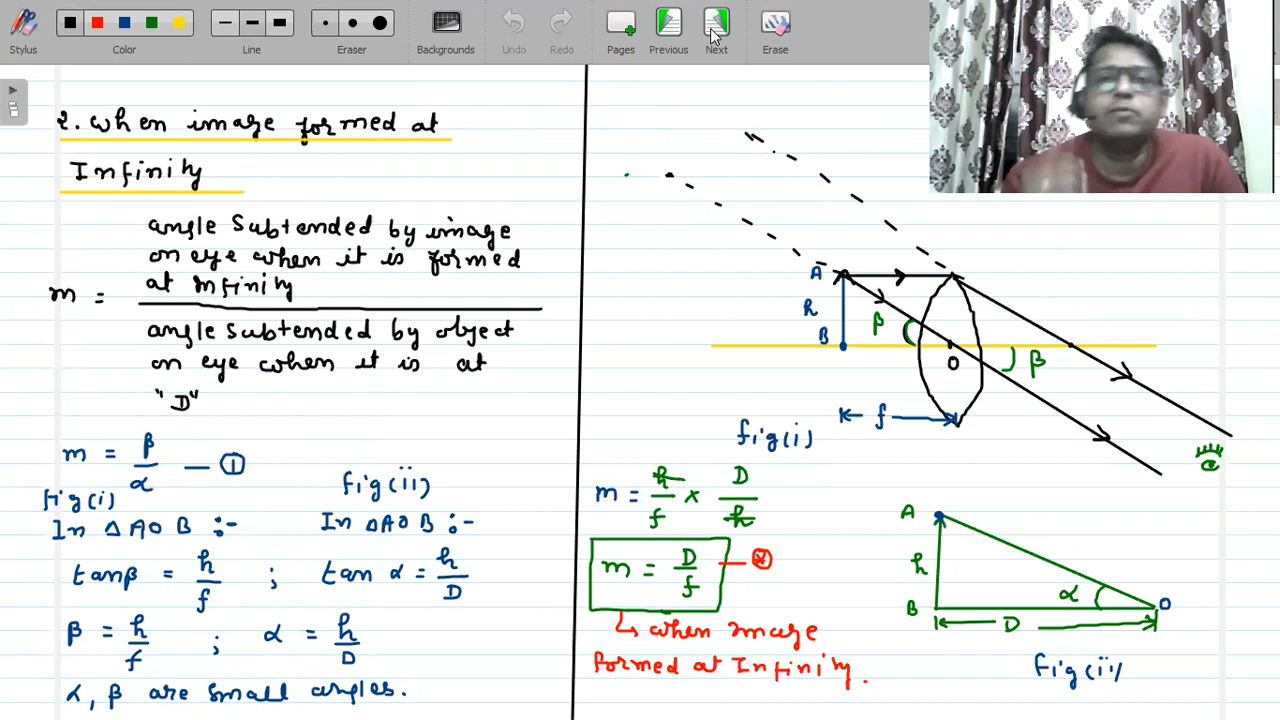 Stylus
Color
Line
Eraser
Backgrounds
Undo
Redo
Pages
Previous
Next
Erase
2. when image formed at
Infinity
m = angle Subtended by image
on eye when it is formed
at Infinity
angle Subtended by object
on eye when it is at
"D"
m = β/α — ①
fig(i)
In △AOB :-
tanβ = h/f ;
β = h/f ;
fig(ii)
In △AOB :-
tan α = h/D
α = h/D
α, β are small angles.
A
h
B
β
O
β
f
fig(i)
e
m = h/f × D/h
m = D/f — *
↳ when Image
formed at Infinity.
A
h
B
α
O
D
fig(ii)